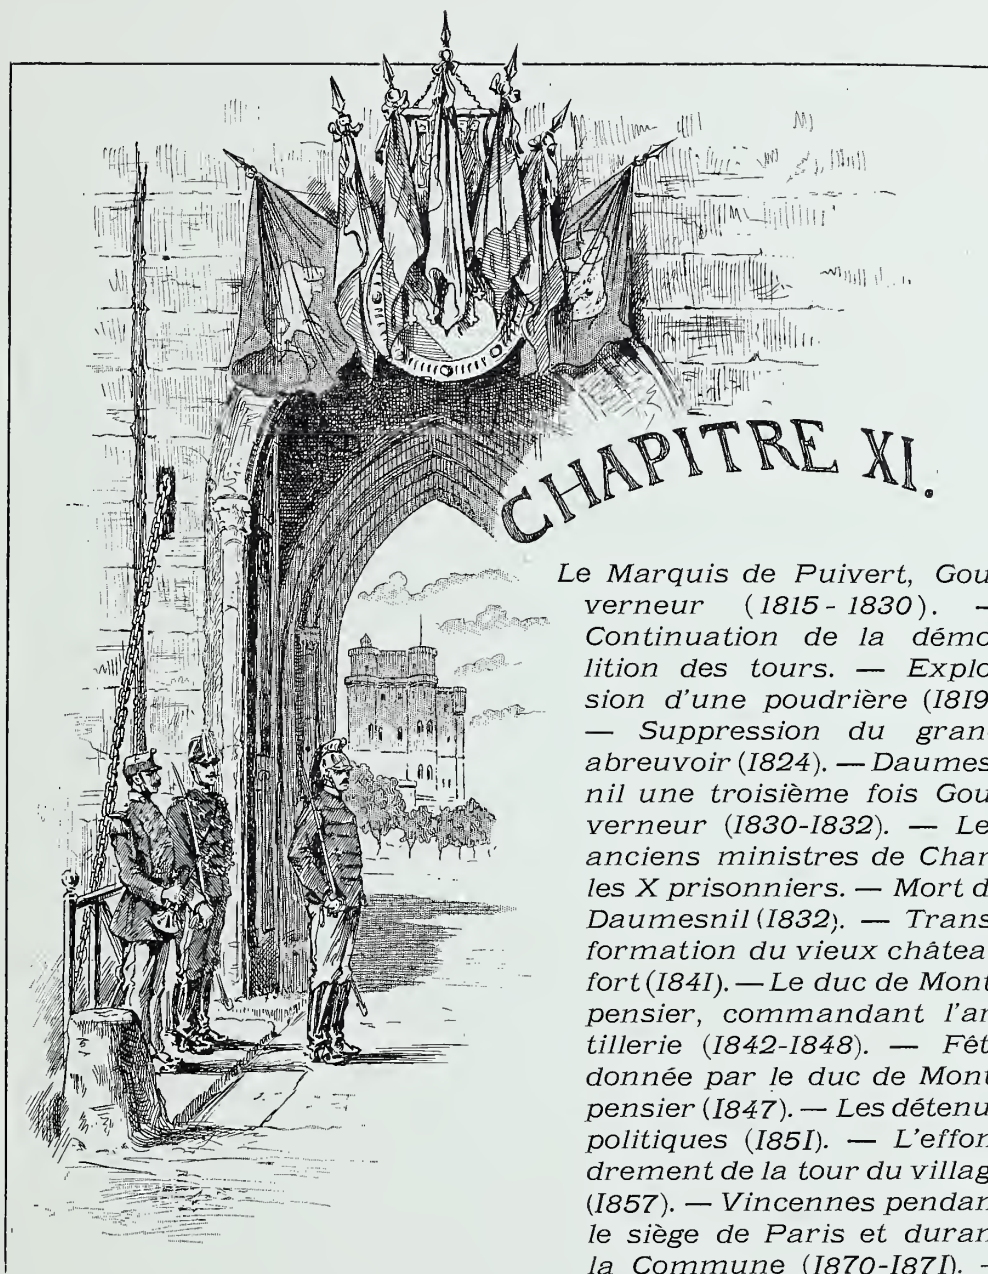 CHAPITRE XI.
Le Marquis de Puivert, Gou
verneur (1815-1830). —
Continuation de la démo
lition des tours. — Explo
sion d'une poudrière (1819
— Suppression du gran
abreuvoir (1824). — Daumes
nil une troisième fois Gou
verneur (1830-1832). — Le
anciens ministres de Char
les X prisonniers. — Mort d
Daumesnil (1832). — Trans
formation du vieux châtea
fort (1841). — Le duc de Mont
pensier, commandant l'ar
tillerie (1842-1848). — Fêt
donnée par le duc de Mont
pensier (1847). — Les détenu
politiques (1851). — L'effon
drement de la tour du villag
(1857). — Vincennes pendan
le siège de Paris et duran
la Commune (1870-1871). —